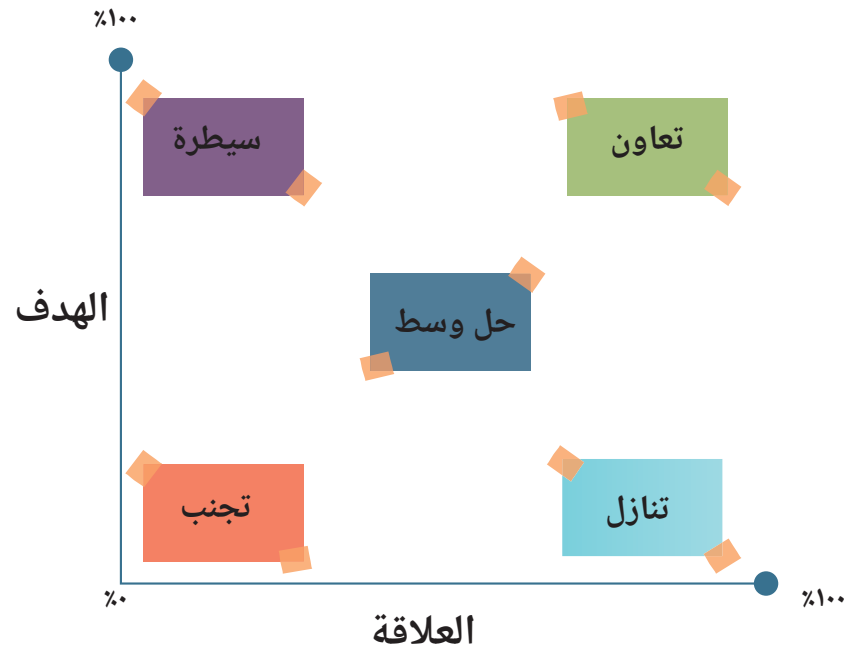 ٪١٠٠
تعاون
سيطرة
حل وسط
الهدف
تنازل
تجنب
٪٠
٪١٠٠
العلاقة